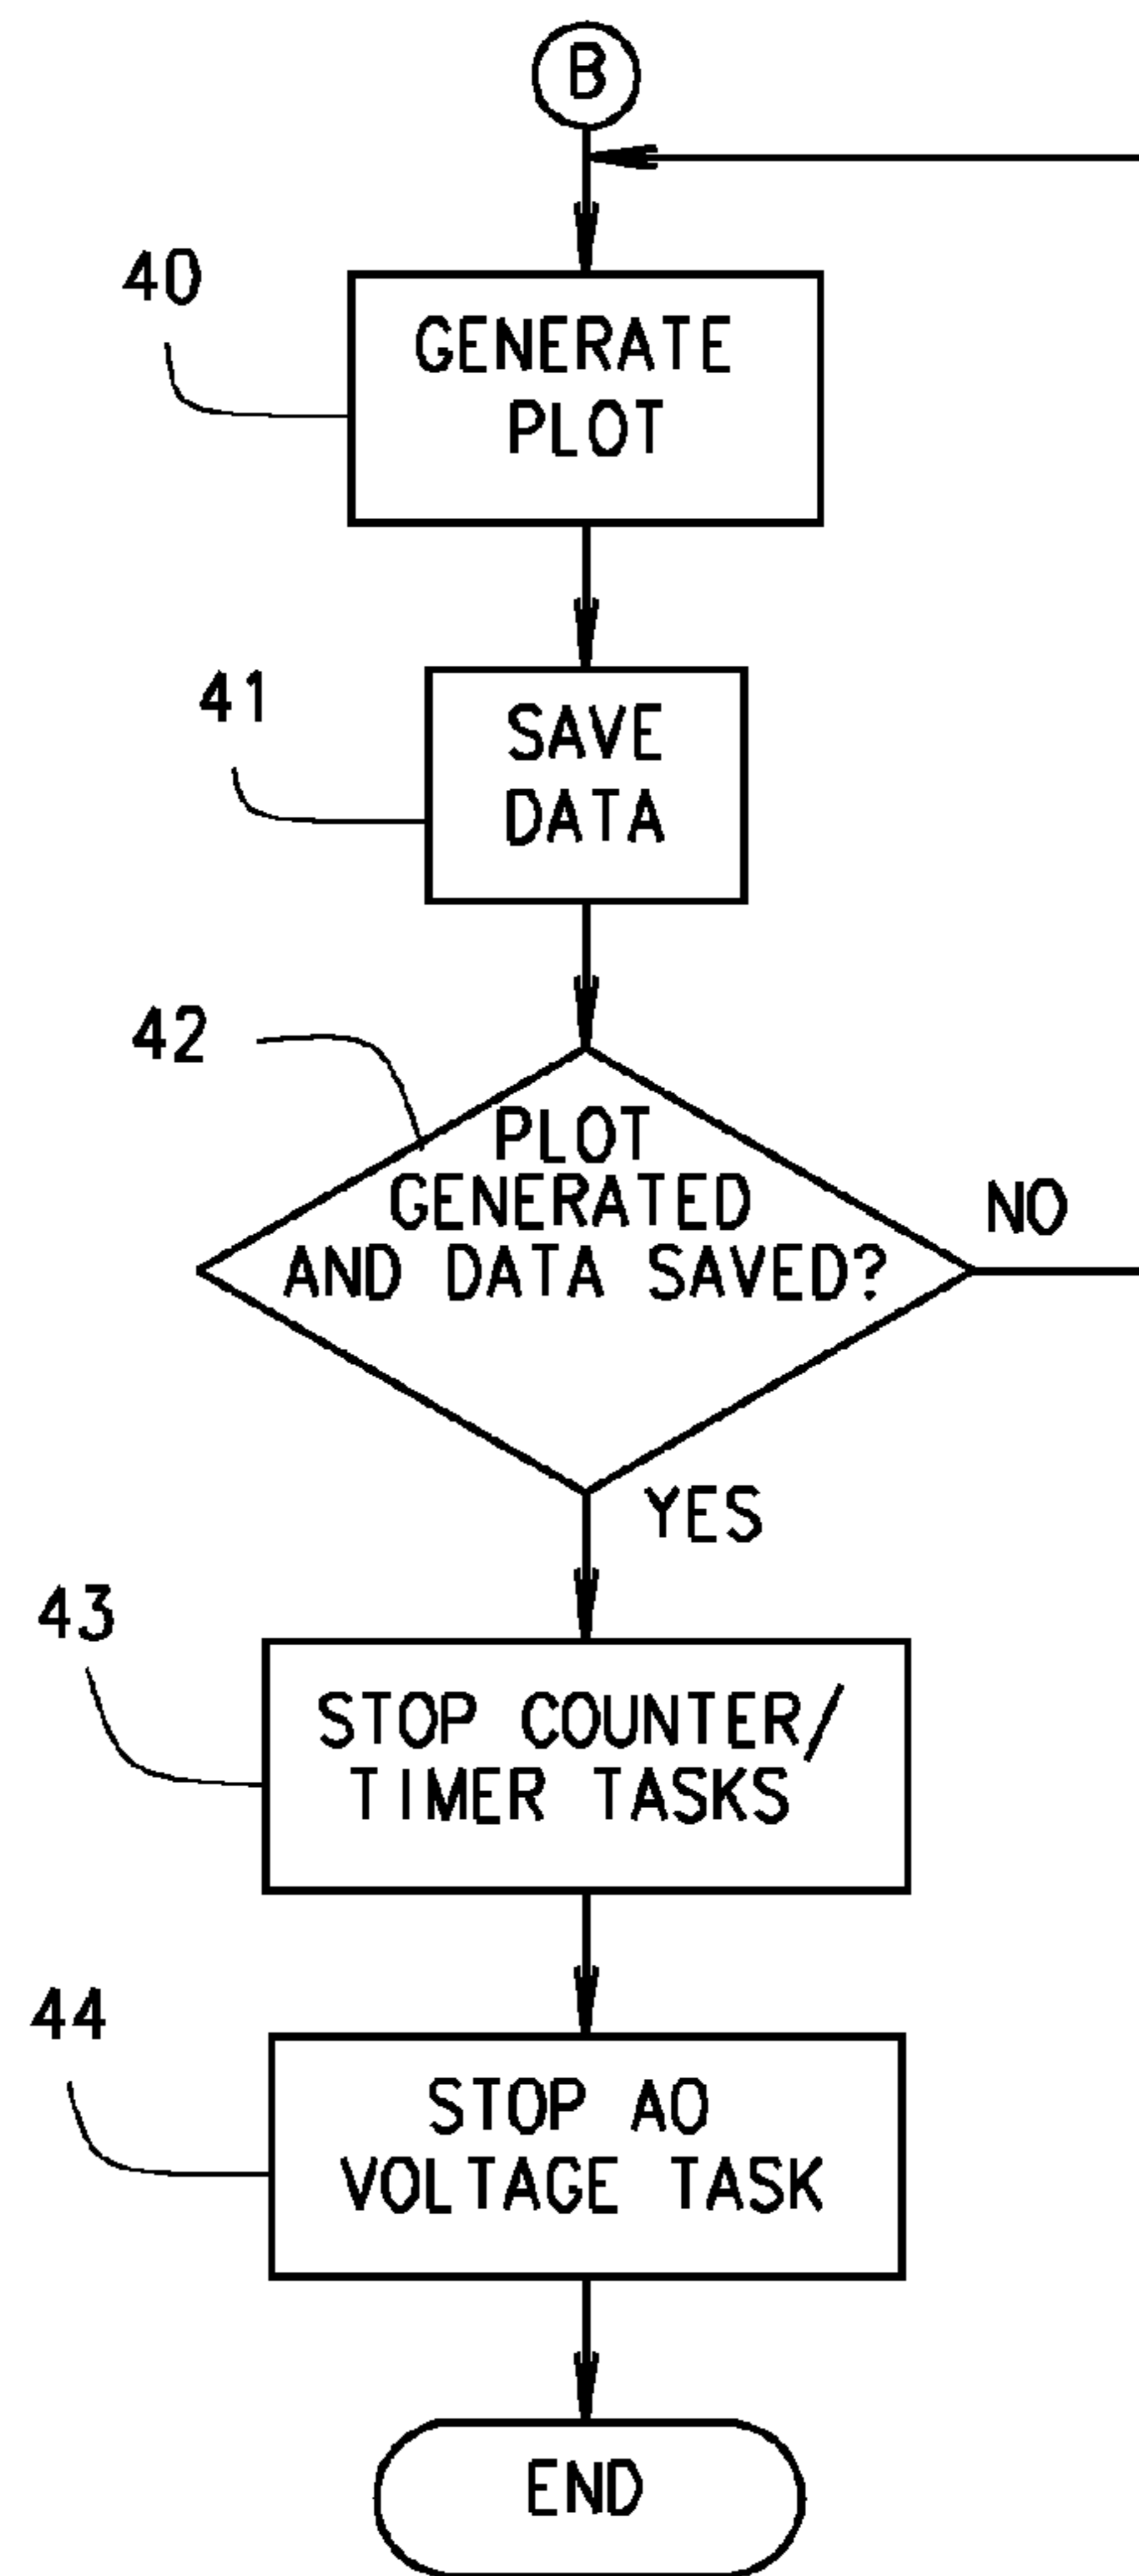 B
40
GENERATE
PLOT
41
SAVE
DATA
42
PLOT
GENERATED
AND DATA SAVED?
NO
YES
43
STOP COUNTER/
TIMER TASKS
44
STOP AO
VOLTAGE TASK
END